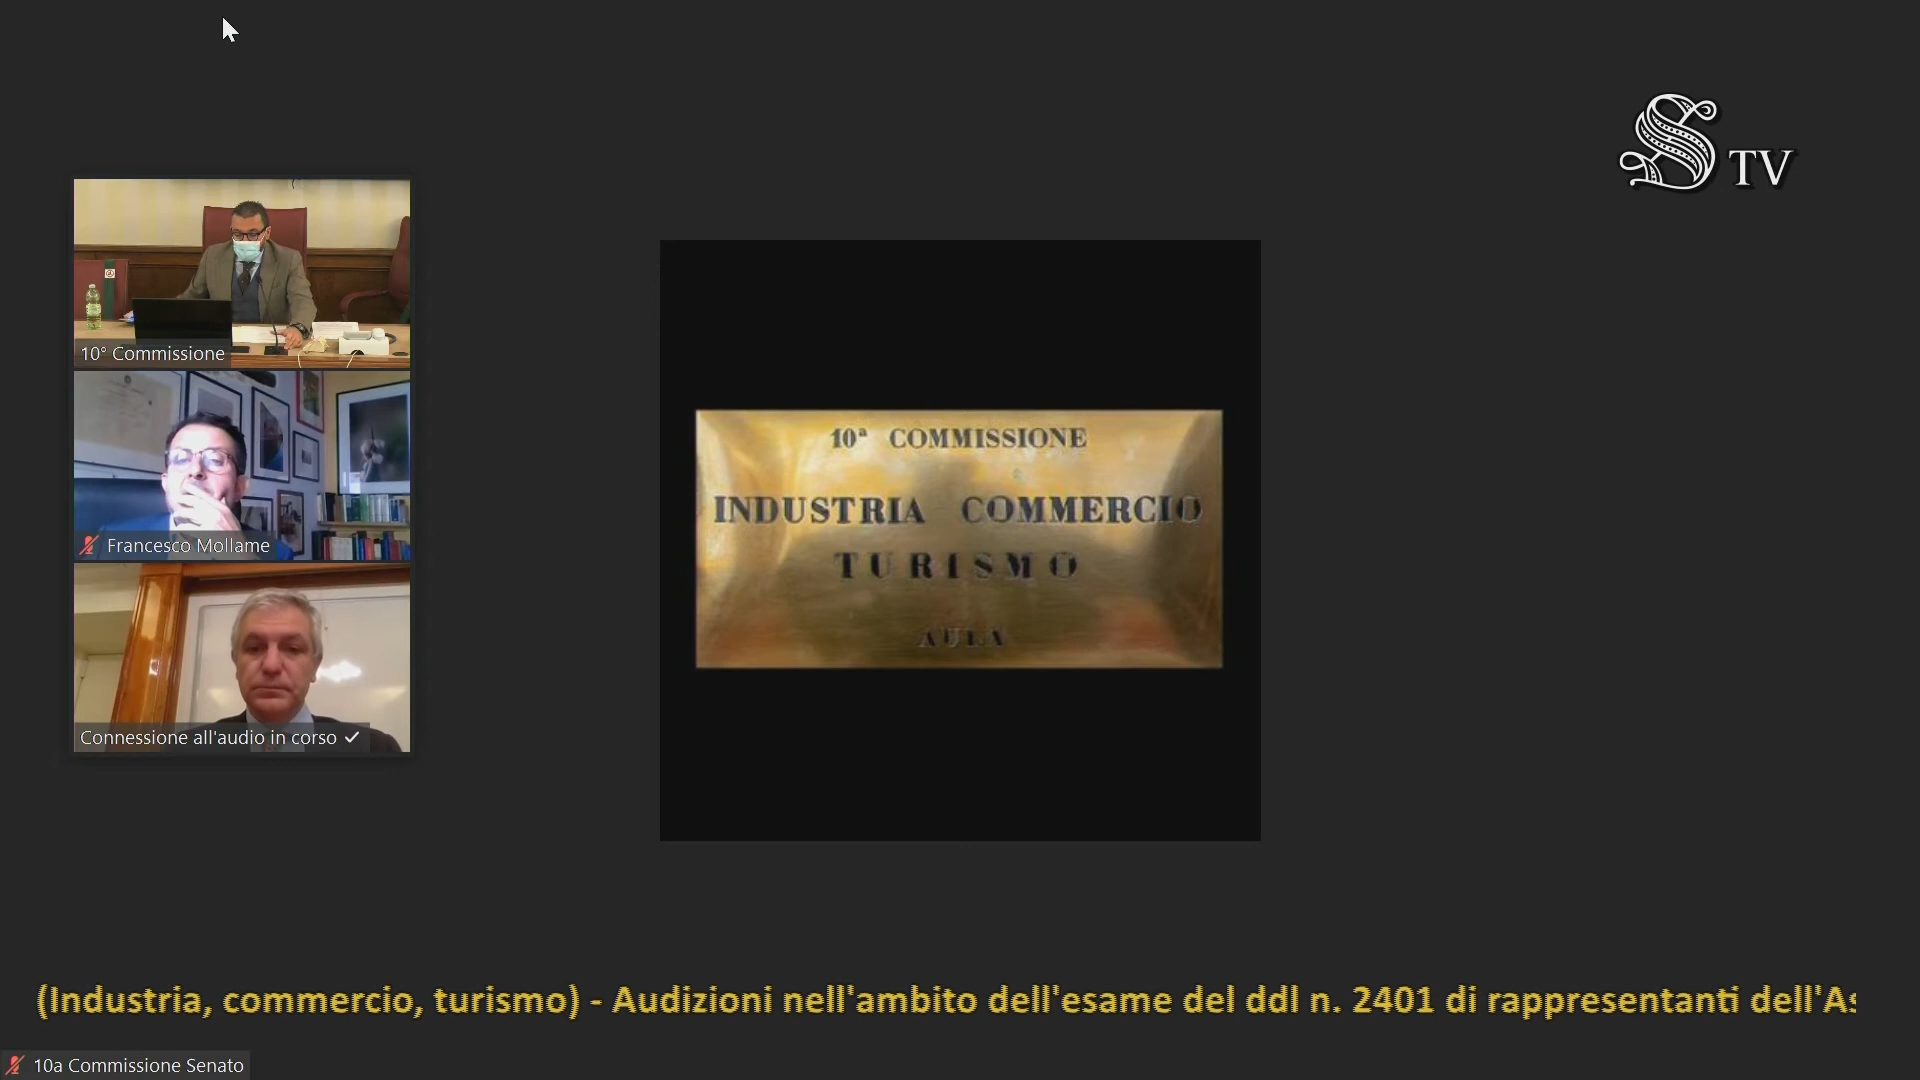 S TV
10° Commissione
Francesco Mollame
Connessione all'audio in corso
10ª COMMISSIONE
INDUSTRIA COMMERCIO
TURISMO
AULA
(Industria, commercio, turismo) - Audizioni nell'ambito dell'esame del ddl n. 2401 di rappresentanti dell'As
10a Commissione Senato